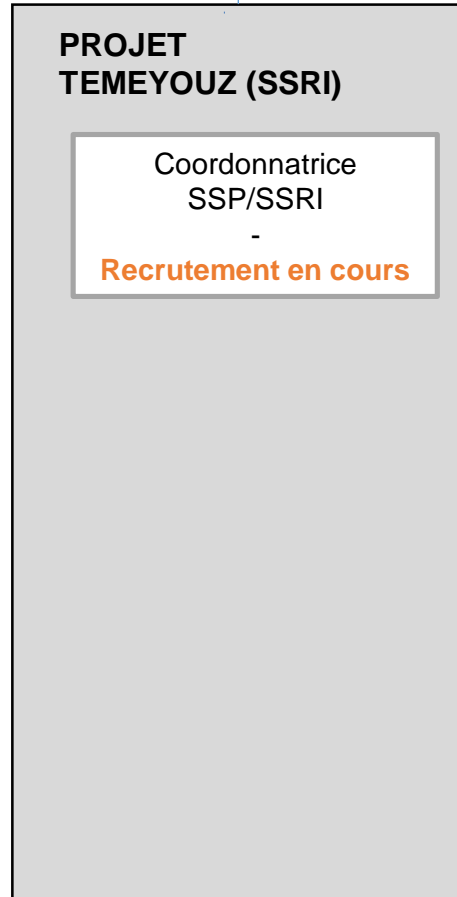 PROJET
TEMEYOUZ (SSRI)
Coordonnatrice
SSP/SSRI
-
Recrutement en cours